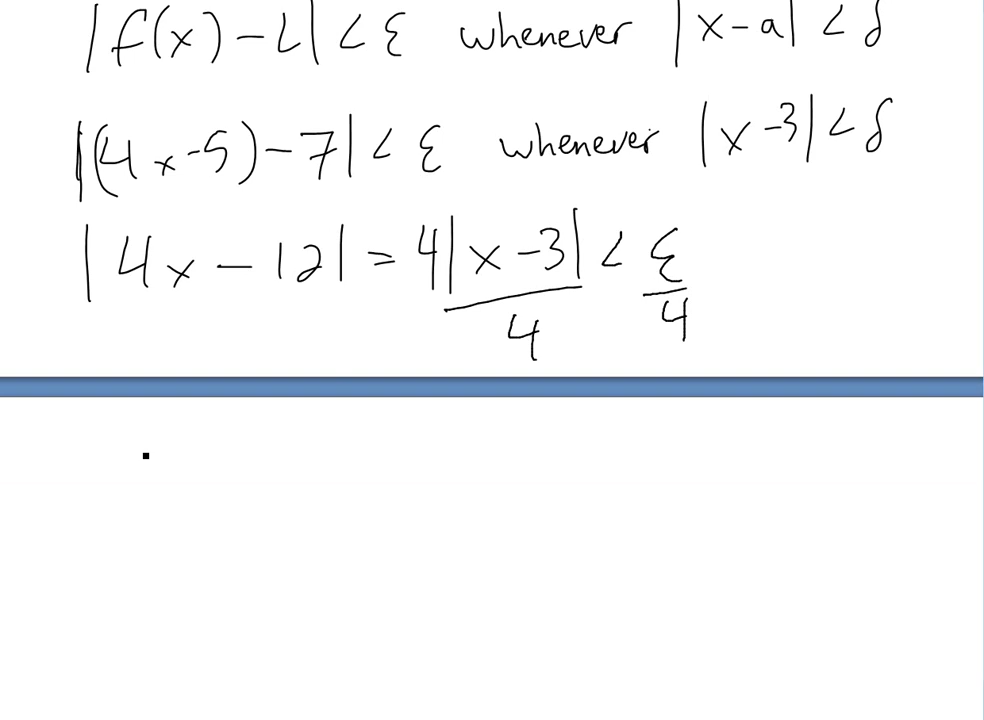 |f(x) - L| < ε whenever |x - a| < δ
|(4x - 5) - 7| < ε whenever |x - 3| < δ
|4x - 12| = 4|x - 3| < ε
4 4